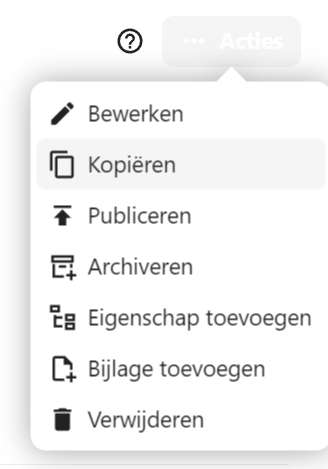 Acties
Bewerken
Kopiëren
Publiceren
Archiveren
Eigenschap toevoegen
Bijlage toevoegen
Verwijderen